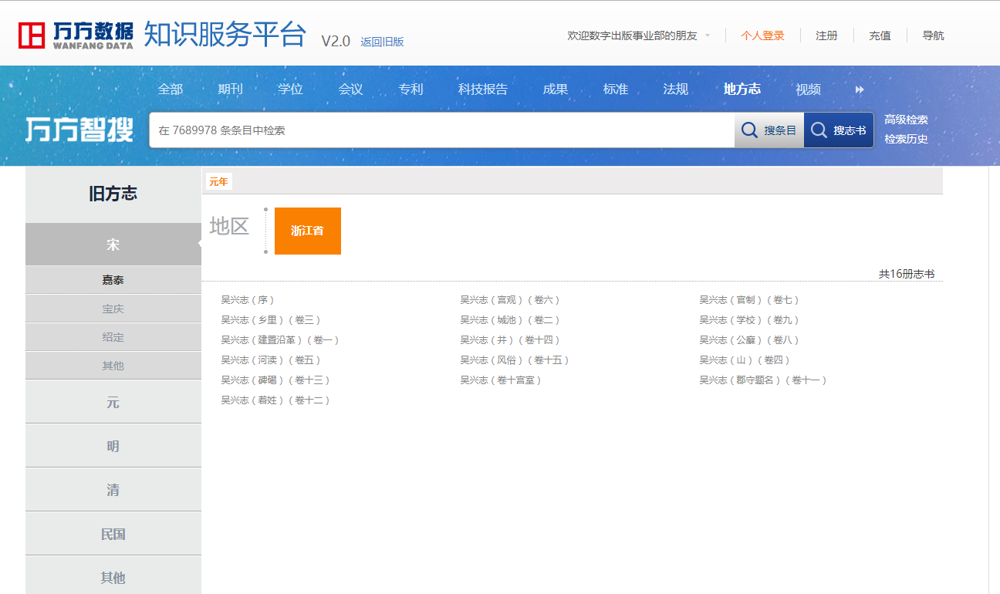 万方数据 知识服务平台 V2.0 返回旧版 欢迎数字出版事业部的朋友 个人登录 注册 充值 导航
WANFANG DATA
全部 期刊 学位 会议 专利 科技报告 成果 标准 法规 地方志 视频
万方智搜 在 7689978 条条目中检索 搜条目 搜志书 高级检索
检索历史
旧方志
宋
嘉泰
宝庆
绍定
其他
元
明
清
民国
其他
元年
地区 浙江省
共16册志书
吴兴志（序） 吴兴志（宫观）（卷六） 吴兴志（官制）（卷七）
吴兴志（乡里）（卷三） 吴兴志（城池）（卷二） 吴兴志（学校）（卷九）
吴兴志（建置沿革）（卷一） 吴兴志（井）（卷十四） 吴兴志（公廨）（卷八）
吴兴志（河渎）（卷五） 吴兴志（风俗）（卷十五） 吴兴志（山）（卷四）
吴兴志（碑碣）（卷十三） 吴兴志（卷十宫室） 吴兴志（郡守题名）（卷十一）
吴兴志（着姓）（卷十二）